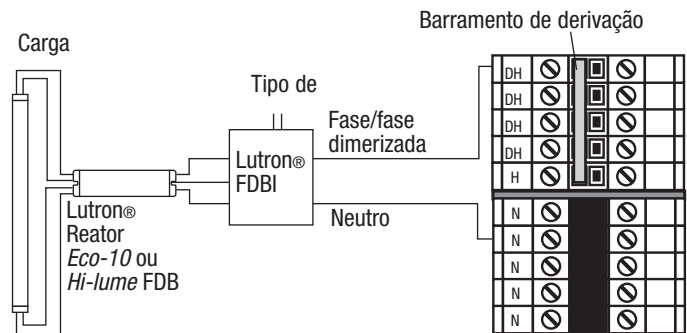 Barramento de derivação
Carga
Tipo de
Fase/fase
dimerizada
Lutron®
FDBI
Neutro
Lutron®
Reator
Eco-10 ou
Hi-lume FDB
DH
DH
DH
DH
H
N
N
N
N
N